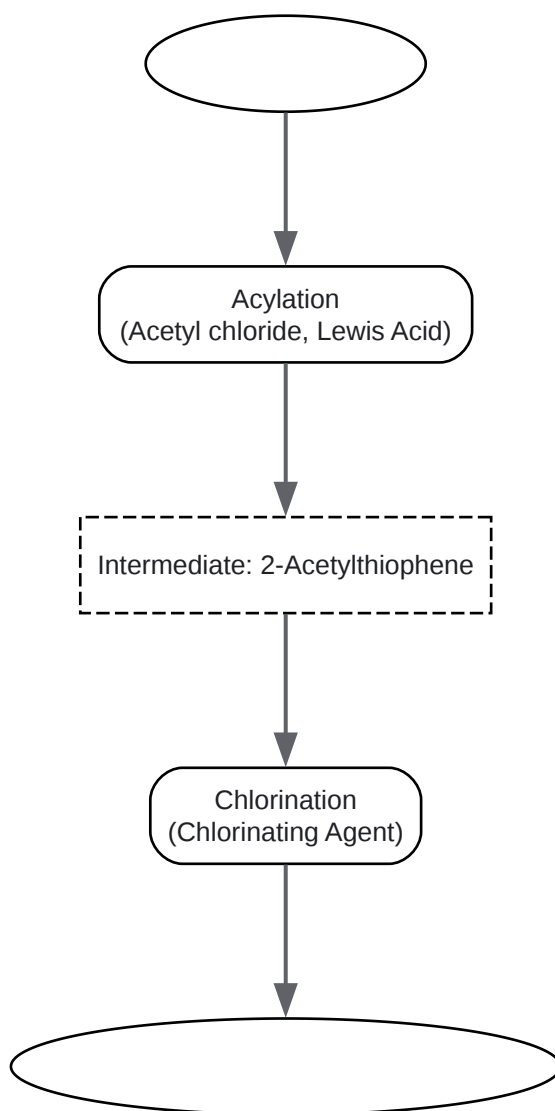 Acylation
(Acetyl chloride, Lewis Acid)
Intermediate: 2-Acetylthiophene
Chlorination
(Chlorinating Agent)